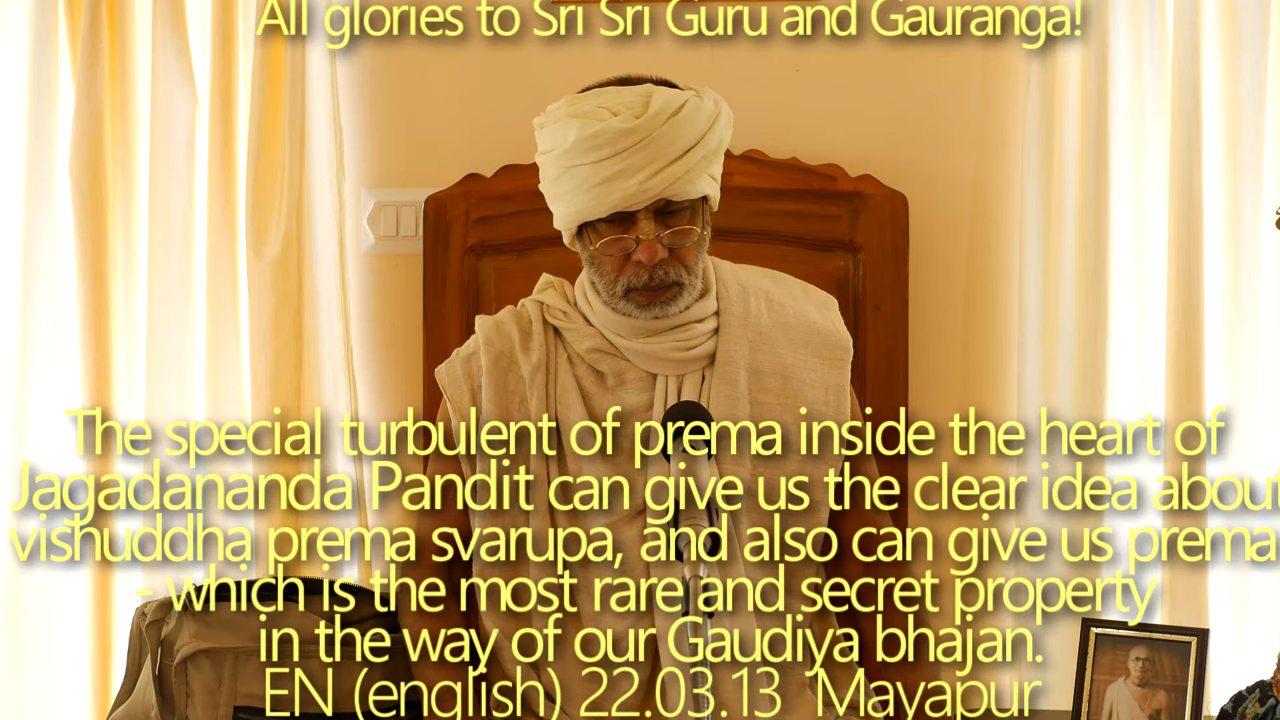 All glories to Sri Sri Guru and Gauranga!
The special turbulent of prema inside the heart of
Jagadananda Pandit can give us the clear idea about
vishuddha prema svarupa, and also can give us prema
- which is the most rare and secret property
in the way of our Gaudiya bhajan.
EN (english) 22.03.13 Mayapur